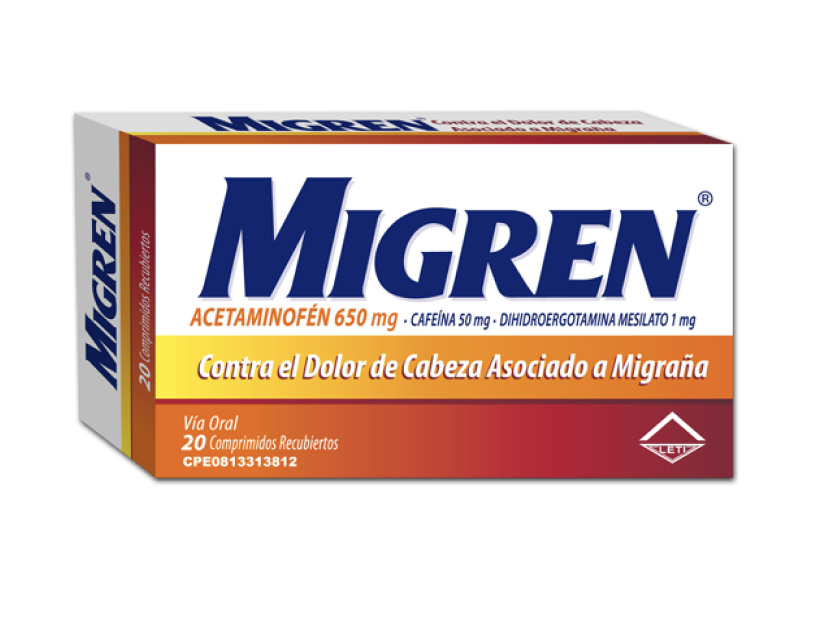 MIGREN Contra el Dolor de Cabeza
Asociado a Migraña
MIGREN®
20 Comprimidos Recubiertos
MIGREN®
ACETAMINOFÉN 650 mg · CAFEÍNA 50 mg · DIHIDROERGOTAMINA MESILATO 1 mg
Contra el Dolor de Cabeza Asociado a Migraña
Vía Oral
20 Comprimidos Recubiertos
CPE0813313812
LETI